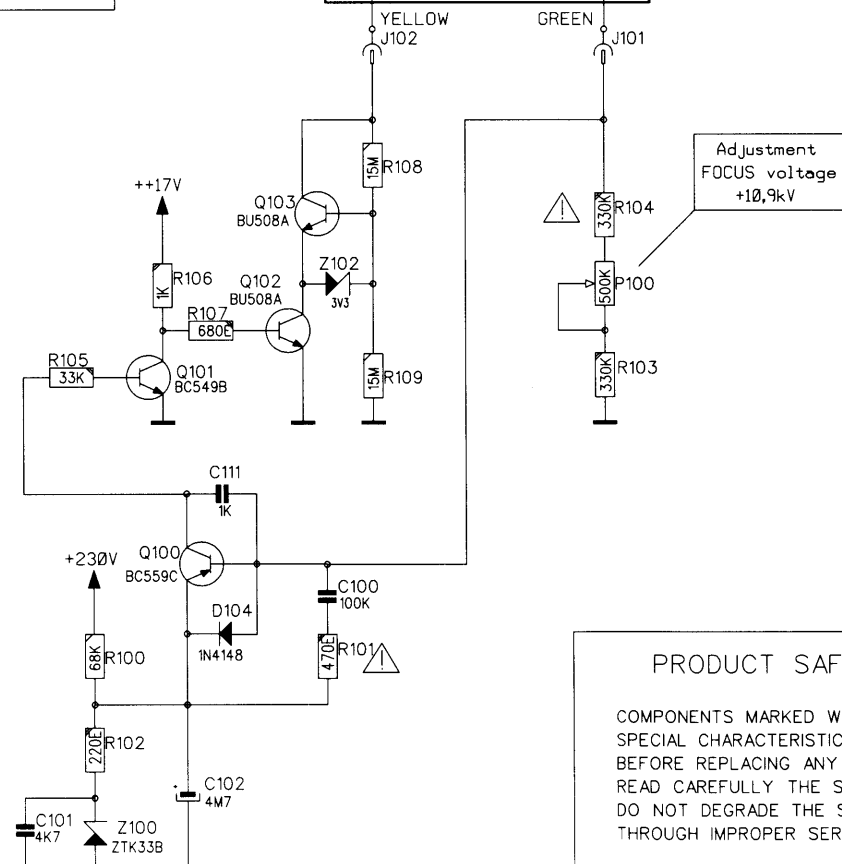 YELLOW
J102
GREEN
J101
Adjustment
FOCUS voltage
+10,9kV
15M
R108
++17V
Q103
BU508A
330K
R104
1K
R106
Q102
BU508A
Z102
3V3
500K
P100
R107
680E
R105
33K
Q101
BC549B
15M
R109
330K
R103
C111
1K
+230V
Q100
BC559C
C100
100K
D104
1N4148
68K
R100
470E
R101
220E
R102
C102
4M7
C101
4K7
Z100
ZTK33B
PRODUCT SAF
COMPONENTS MARKED W
SPECIAL CHARACTERISTIC
BEFORE REPLACING ANY
READ CAREFULLY THE S
DO NOT DEGRADE THE S
THROUGH IMPROPER SER